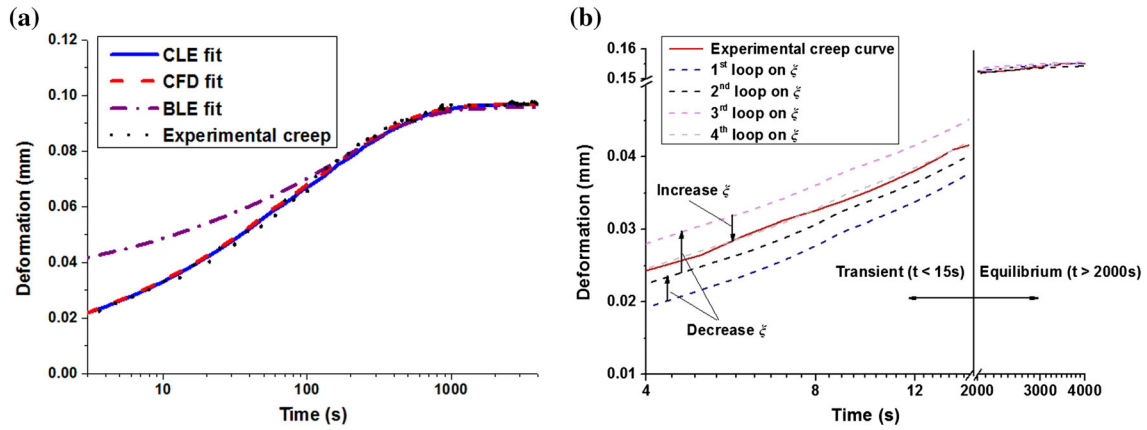 (a)
0.12
0.10
0.08
0.06
0.04
0.02
0.00
Deformation (mm)
CLE fit
CFD fit
BLE fit
Experimental creep
10
100
1000
Time (s)
(b)
0.16
0.15
0.04
0.03
0.02
0.01
Deformation (mm)
Experimental creep curve
1st loop on ξ
2nd loop on ξ
3rd loop on ξ
4th loop on ξ
Increase ξ
Decrease ξ
Transient (t < 15s)
Equilibrium (t > 2000s)
4
8
12
2000
3000
4000
Time (s)